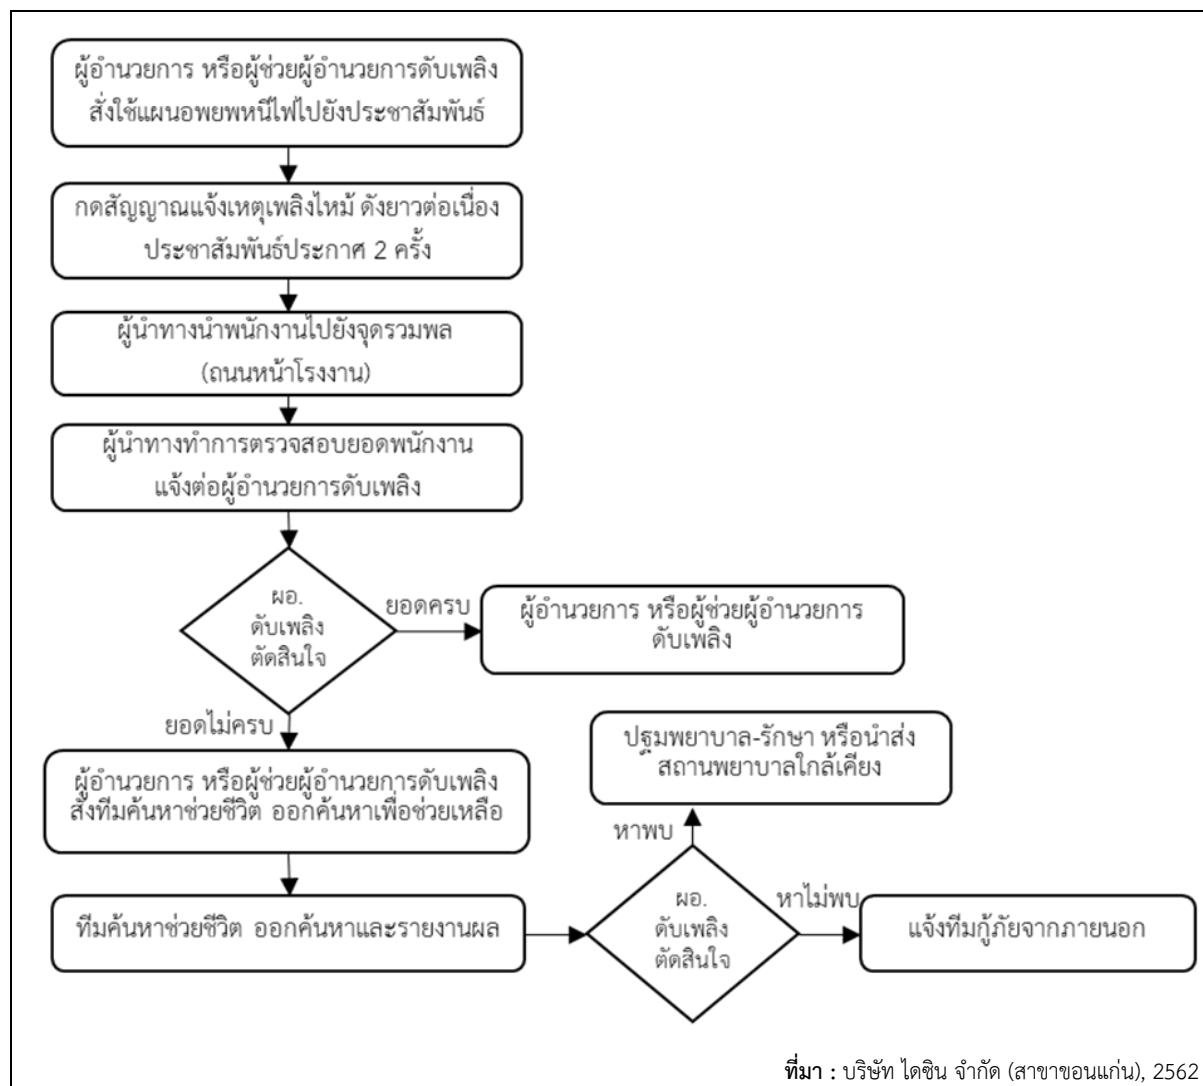 ผู้อำนวยการ หรือผู้ช่วยผู้อำนวยการดับเพลิง
สั่งใช้แผนอพยพหนีไฟไปยังประชาสัมพันธ์
กดสัญญาณแจ้งเหตุเพลิงไหม้ ดังยาวต่อเนื่อง
ประชาสัมพันธ์ประกาศ 2 ครั้ง
ผู้นำทางนำพนักงานไปยังจุดรวมพล
(ถนนหน้าโรงงาน)
ผู้นำทางทำการตรวจสอบยอดพนักงาน
แจ้งต่อผู้อำนวยการดับเพลิง
ผอ.
ดับเพลิง
ตัดสินใจ
ยอดครบ
ผู้อำนวยการ หรือผู้ช่วยผู้อำนวยการ
ดับเพลิง
ยอดไม่ครบ
ผู้อำนวยการ หรือผู้ช่วยผู้อำนวยการดับเพลิง
สั่งทีมค้นหาช่วยชีวิต ออกค้นหาเพื่อช่วยเหลือ
ทีมค้นหาช่วยชีวิต ออกค้นหาและรายงานผล
ผอ.
ดับเพลิง
ตัดสินใจ
หาพบ
ปฐมพยาบาล-รักษา หรือนำส่ง
สถานพยาบาลใกล้เคียง
หาไม่พบ
แจ้งทีมกู้ภัยจากภายนอก
ที่มา : บริษัท ไดซิน จำกัด (สาขาขอนแก่น), 2562